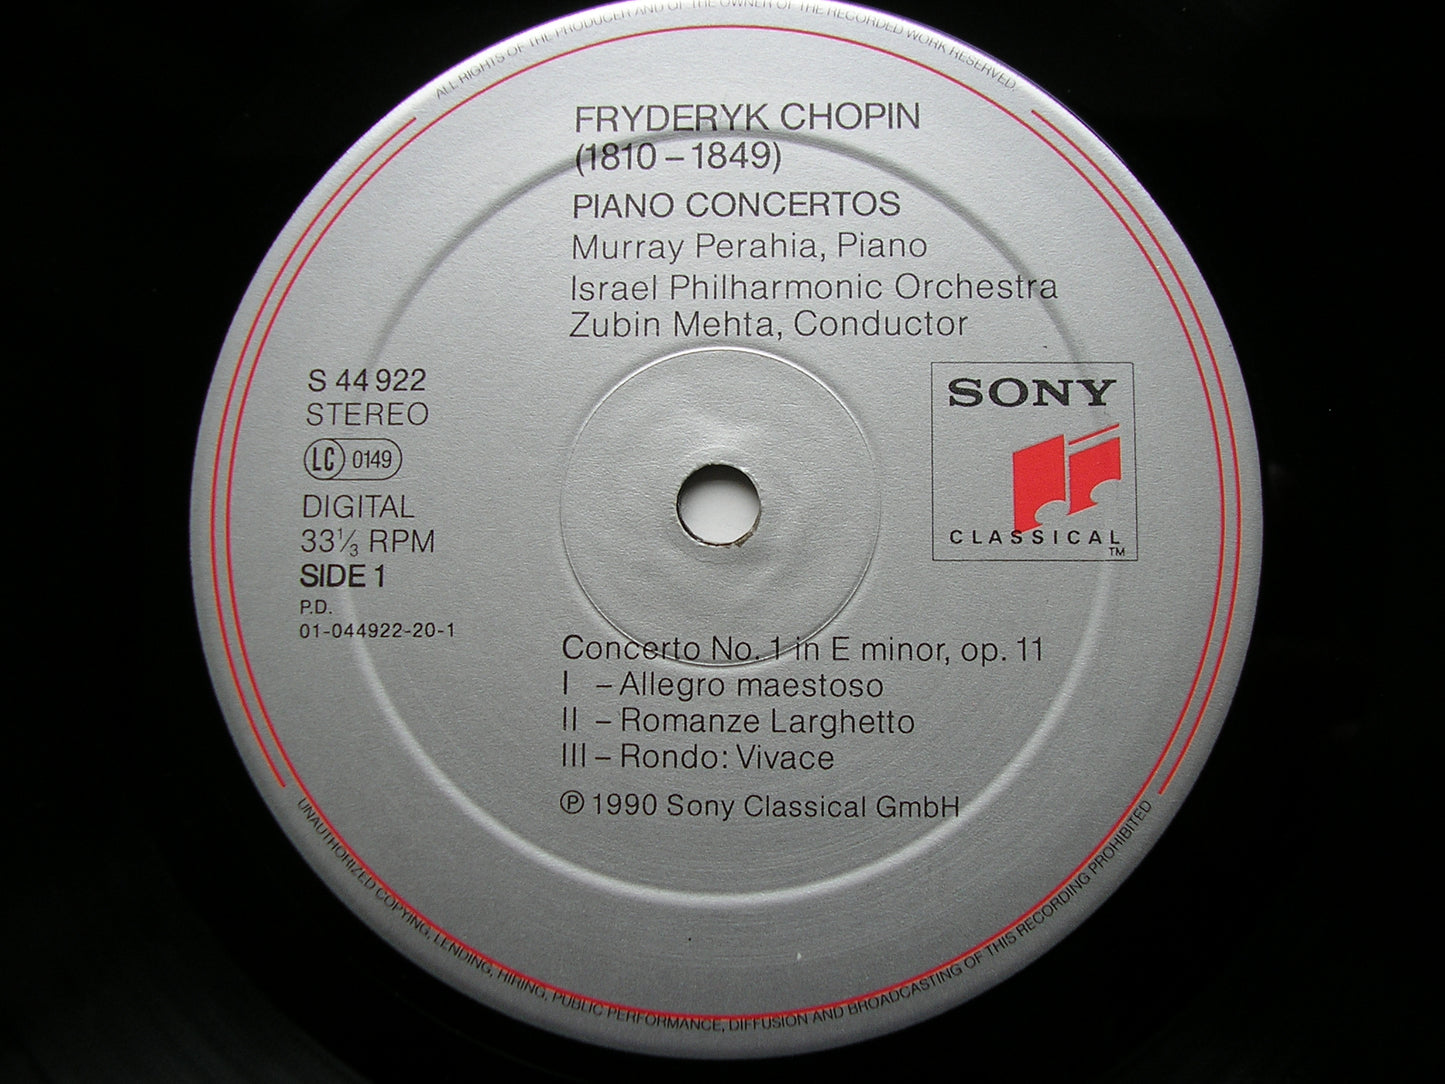 ALL RIGHTS OF THE PRODUCER AND OF THE OWNER OF THE RECORDED WORK RESERVED.
FRYDERYK CHOPIN
(1810 – 1849)
PIANO CONCERTOS
Murray Perahia, Piano
Israel Philharmonic Orchestra
Zubin Mehta, Conductor
S 44 922
STEREO
LC 0149
DIGITAL
33⅓ RPM
SIDE 1
P.D.
01-044922-20-1
SONY
CLASSICAL
TM
Concerto No. 1 in E minor, op. 11
I – Allegro maestoso
II – Romanze Larghetto
III – Rondo: Vivace
℗ 1990 Sony Classical GmbH
UNAUTHORIZED COPYING, LENDING, HIRING, PUBLIC PERFORMANCE, DIFFUSION AND BROADCASTING OF THIS RECORDING PROHIBITED